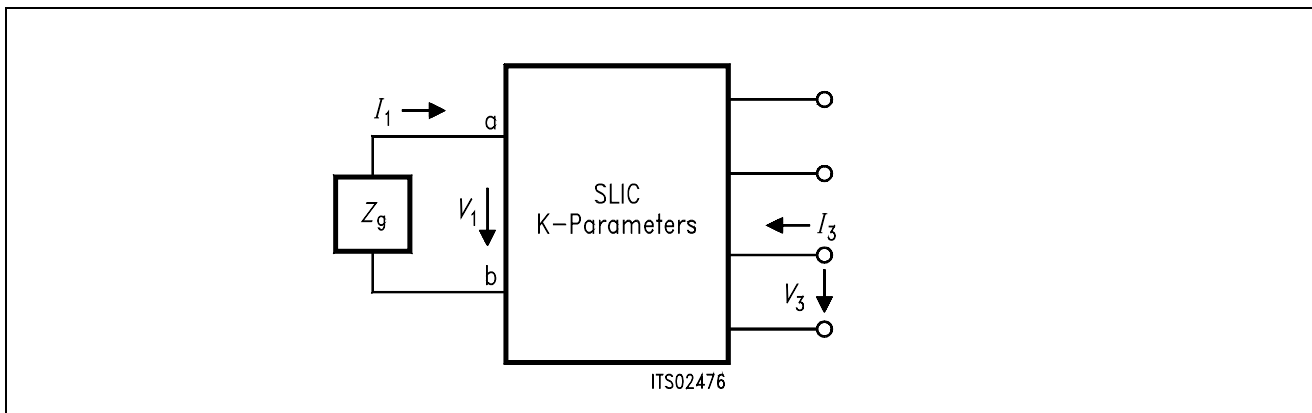 I1
a
SLIC
K-Parameters
Zg
V1
I3
b
V3
ITS02476